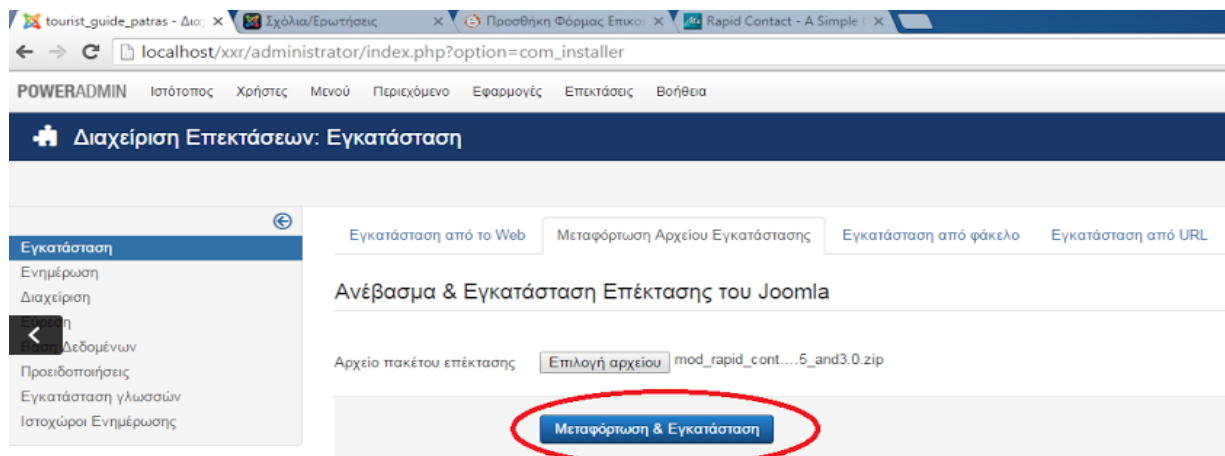 tourist_guide_patras - Δια Σχόλια/Ερωτήσεις Προσθήκη Φόρμας Επικοι Rapid Contact - A Simple
localhost/xxr/administrator/index.php?option=com_installer
POWERADMIN Ιστότοπος Χρήστες Μενού Περιεχόμενο Εφαρμογές Επεκτάσεις Βοήθεια
Διαχείριση Επεκτάσεων: Εγκατάσταση
Εγκατάσταση από το Web Μεταφόρτωση Αρχείου Εγκατάστασης Εγκατάσταση από φάκελο Εγκατάσταση από URL
Εγκατάσταση
Ενημέρωση
Διαχείριση
Εύρεση
Βάση Δεδομένων
Προειδοποιήσεις
Εγκατάσταση γλωσσών
Ιστοχώροι Ενημέρωσης
Ανέβασμα & Εγκατάσταση Επέκτασης του Joomla
Αρχείο πακέτου επέκτασης Επιλογή αρχείου mod_rapid_cont....5_and3.0.zip
Μεταφόρτωση & Εγκατάσταση